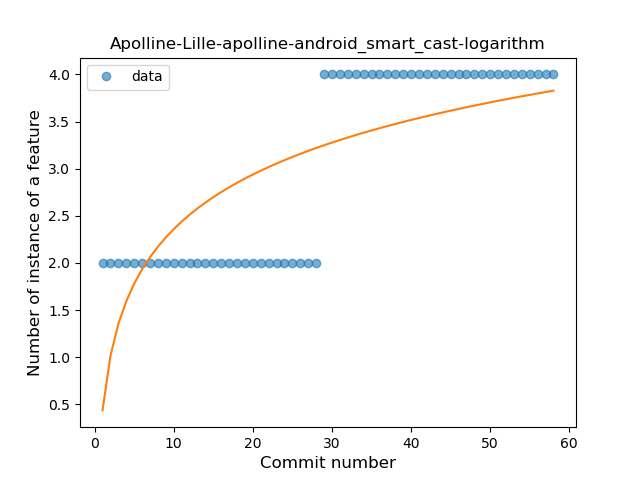 Apolline-Lille-apolline-android_smart_cast-logarithm
data
Number of instance of a feature
4.0
3.5
3.0
2.5
2.0
1.5
1.0
0.5
0 10 20 30 40 50 60
Commit number